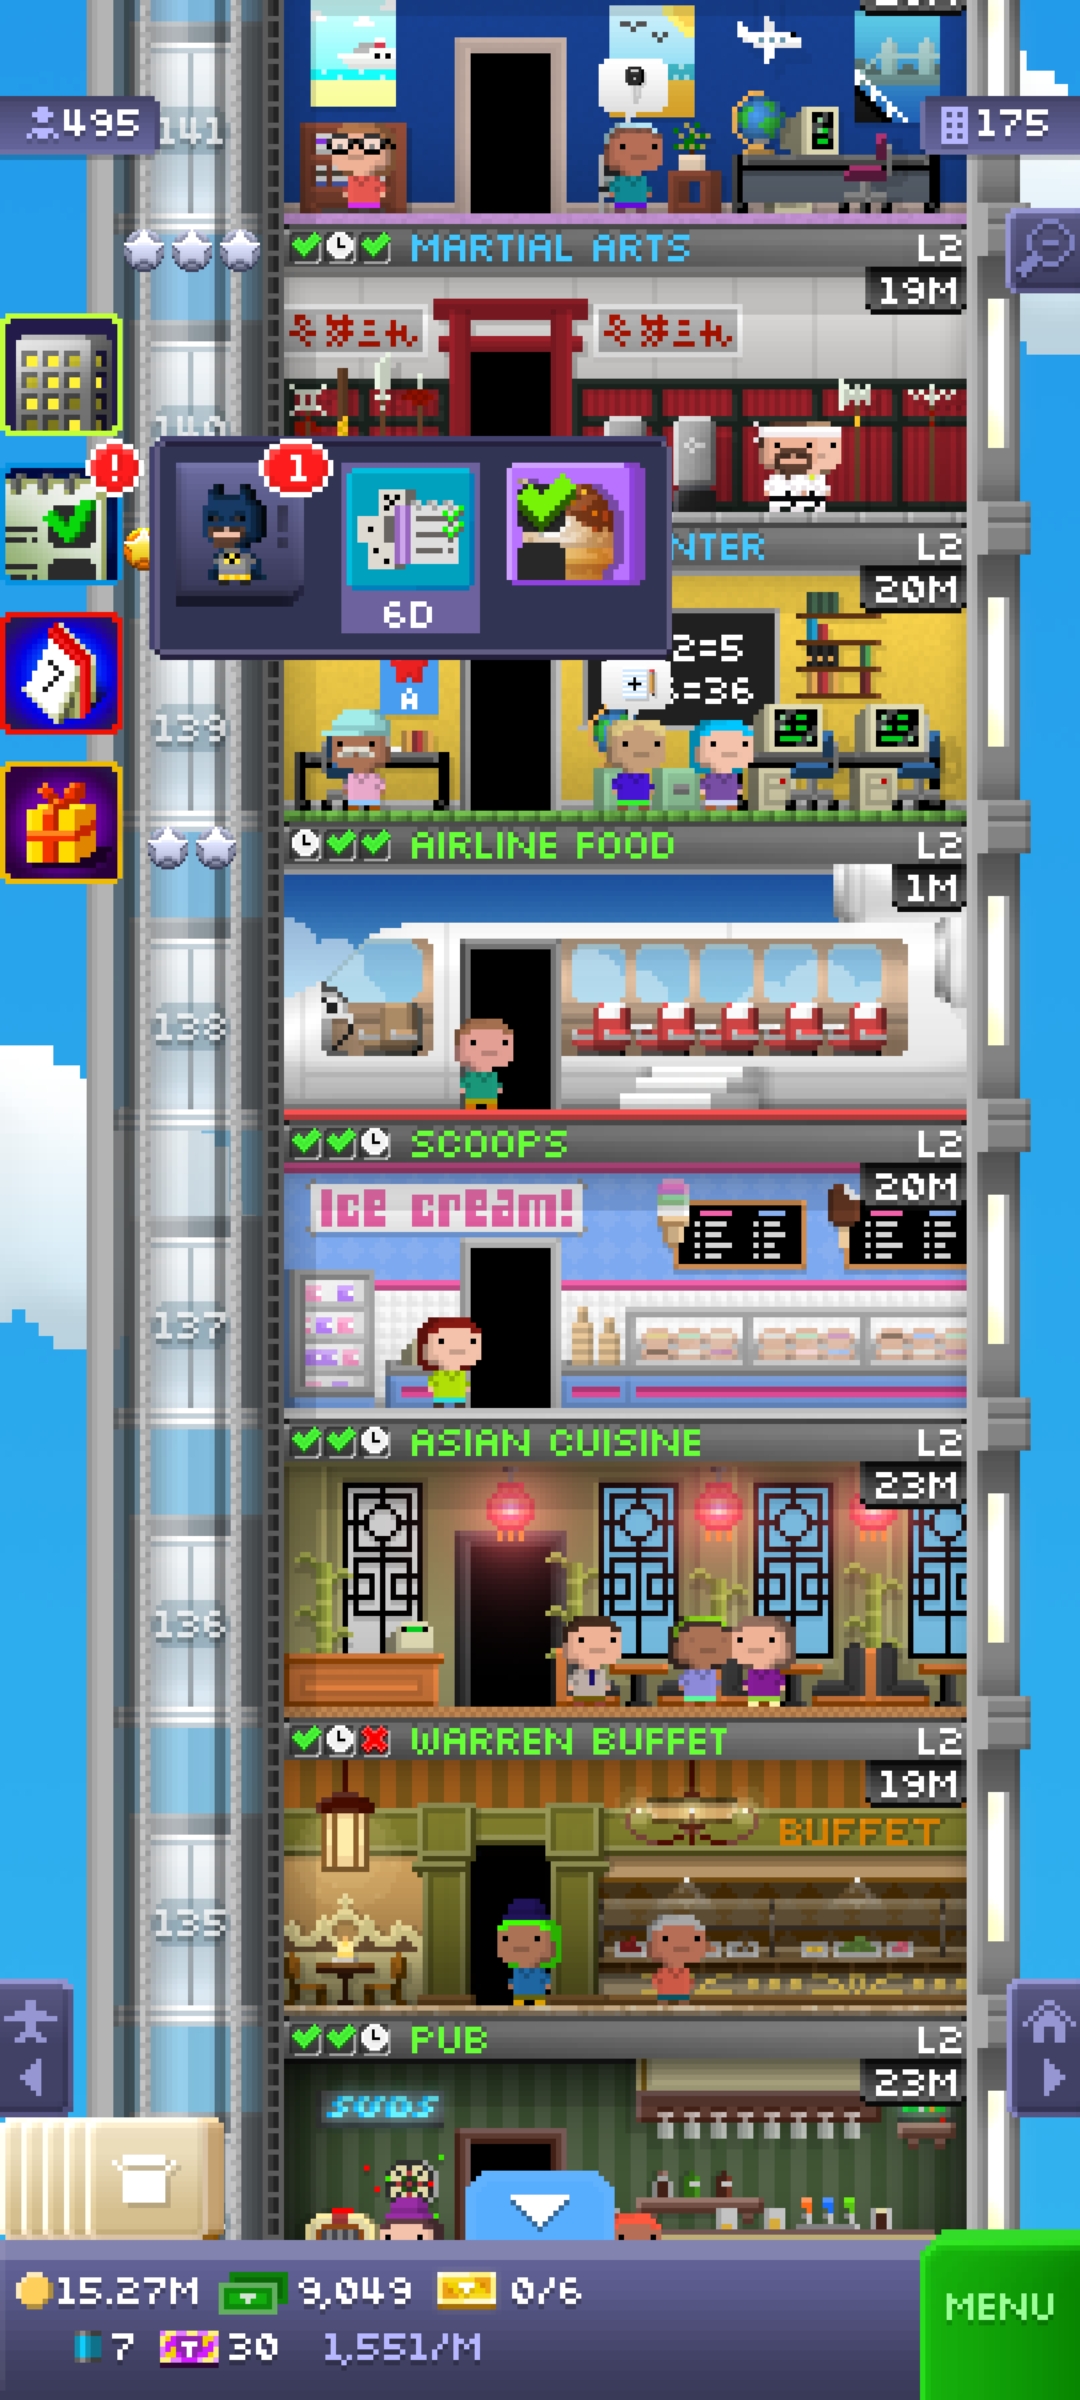 495
141
175
MARTIAL ARTS L2
19M
140
1
NTER L2
20M
6D
2=5
=36
A
139
AIRLINE FOOD L2
1M
138
SCOOPS L2
20M
Ice cream!
137
ASIAN CUISINE L2
23M
136
WARREN BUFFET L2
19M
BUFFET
135
PUB L2
23M
SUDS
15.27M 9,049 0/6
7 30 1,551/M
MENU